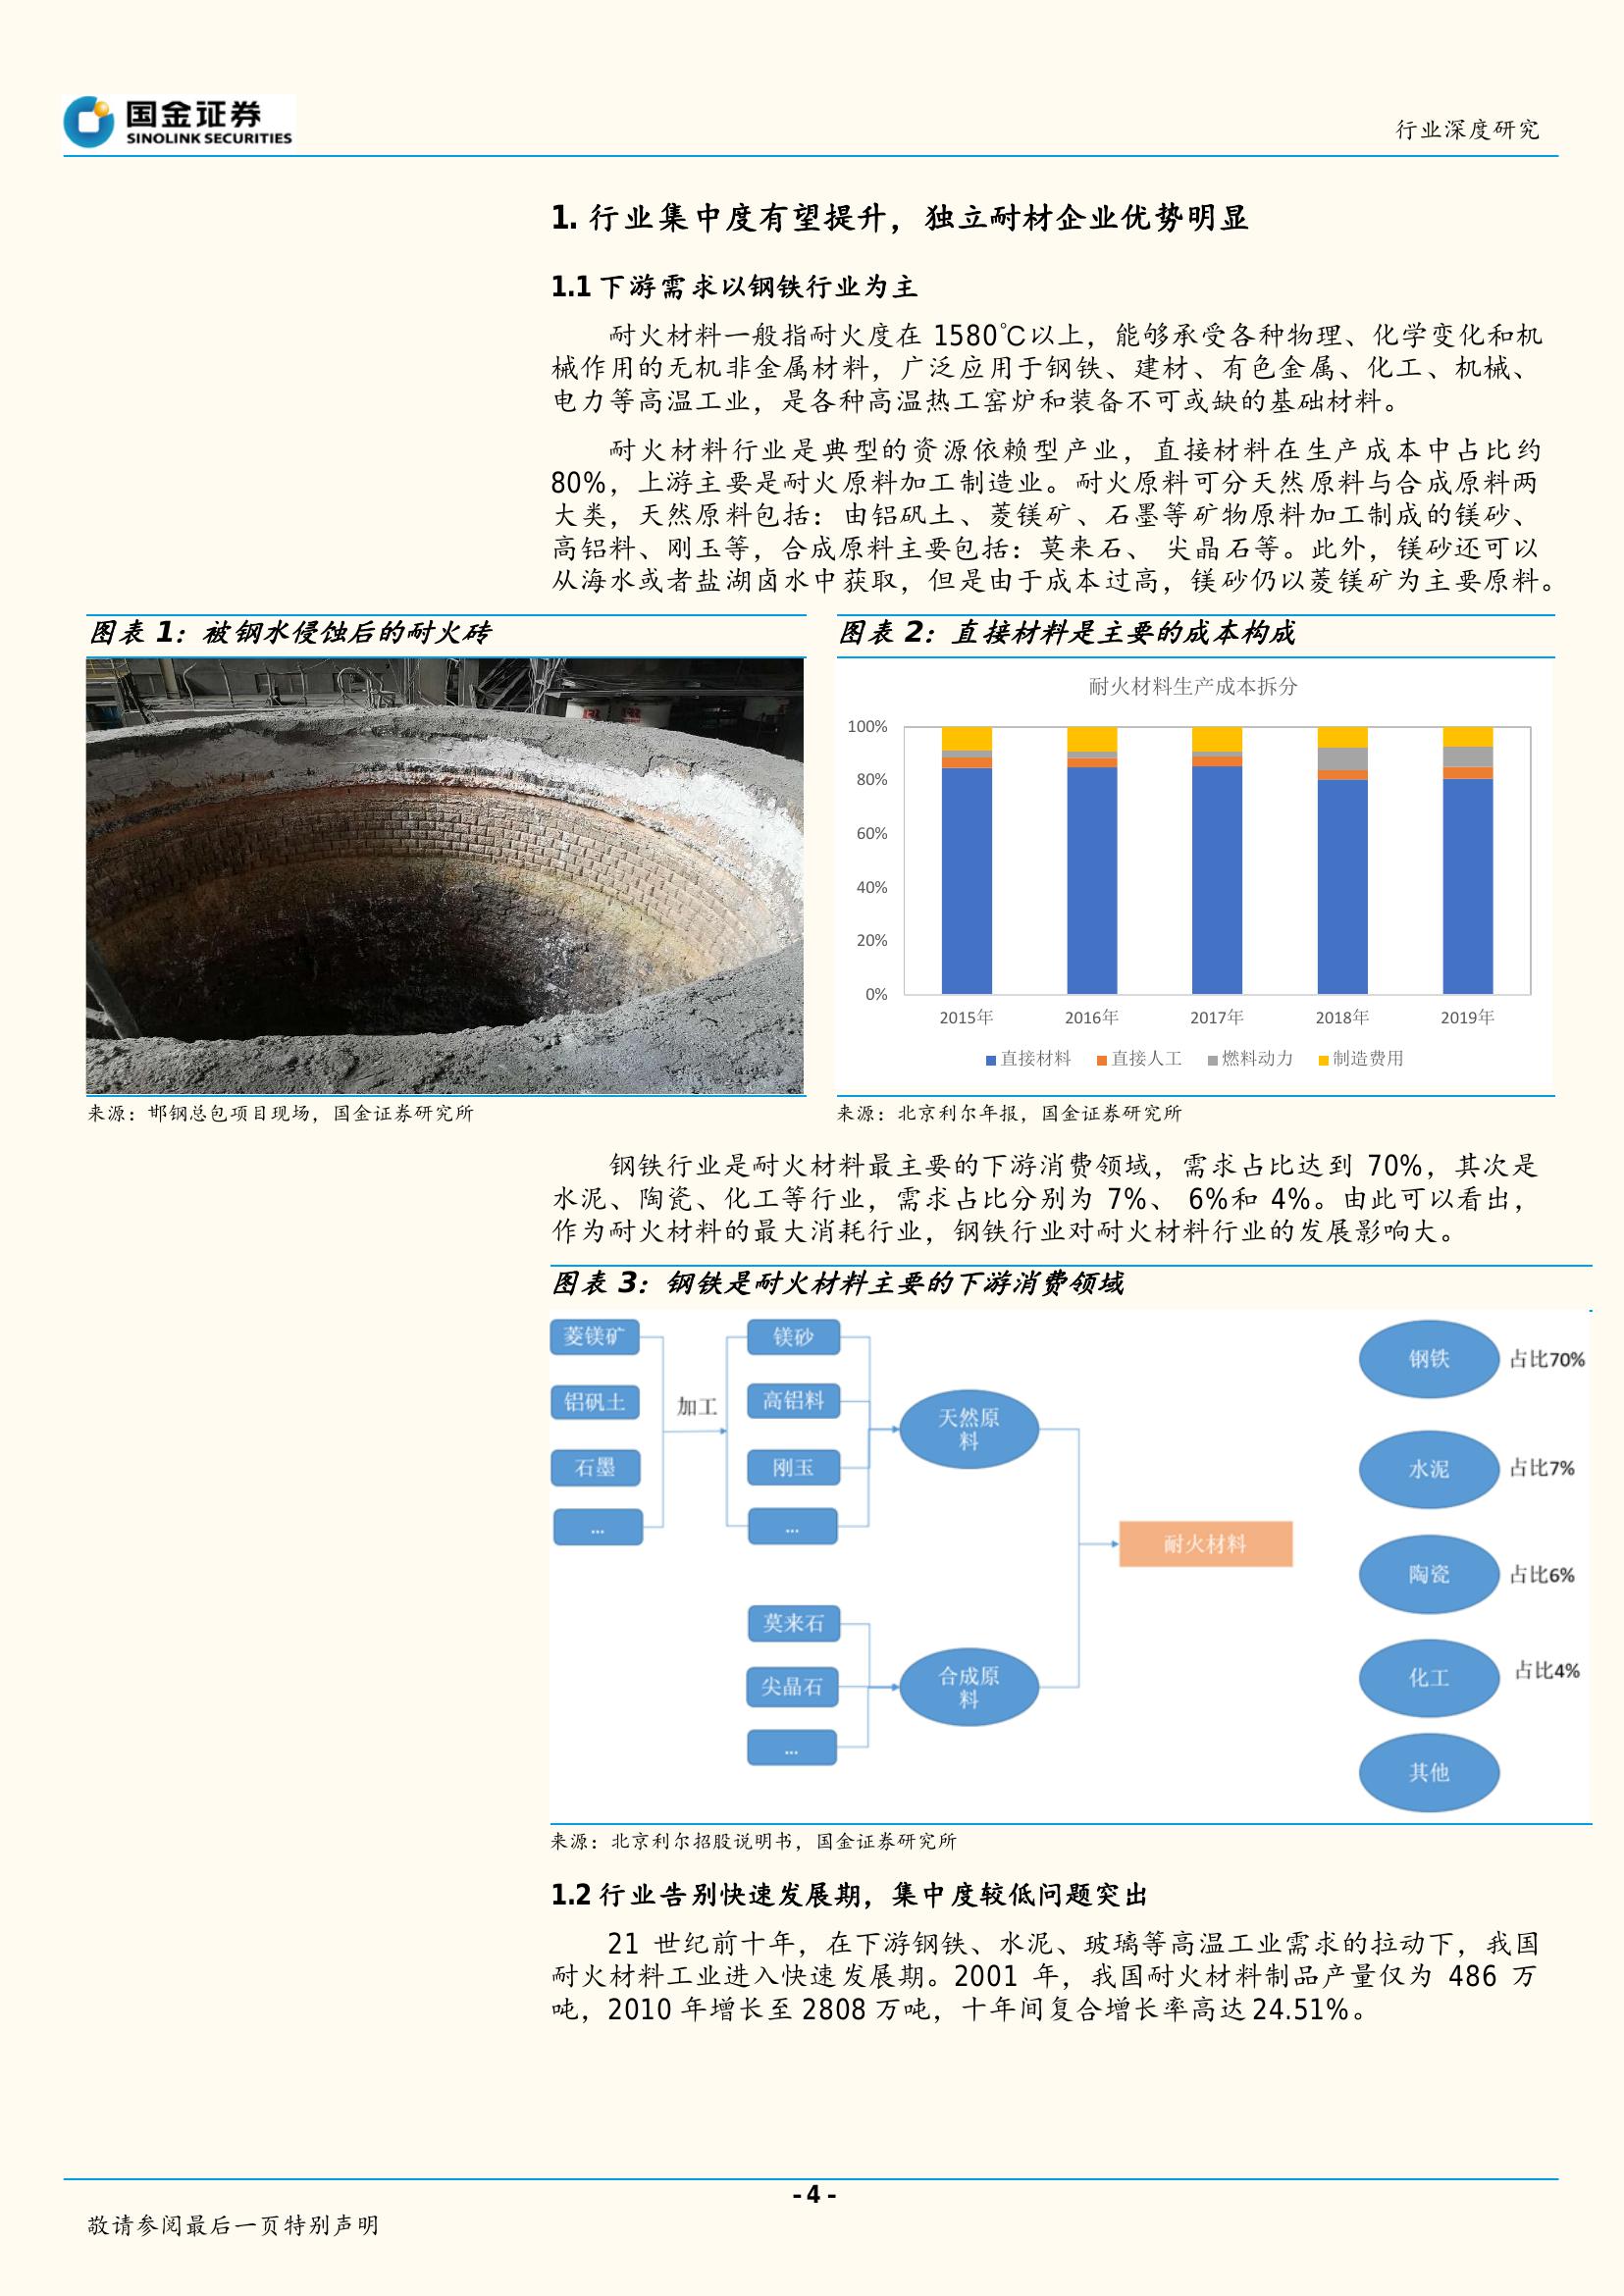 国金证券
SINOLINK SECURITIES
行业深度研究
1. 行业集中度有望提升，独立耐材企业优势明显
1.1 下游需求以钢铁行业为主
耐火材料一般指耐火度在 1580℃以上，能够承受各种物理、化学变化和机
械作用的无机非金属材料，广泛应用于钢铁、建材、有色金属、化工、机械、
电力等高温工业，是各种高温热工窑炉和装备不可或缺的基础材料。
耐火材料行业是典型的资源依赖型产业，直接材料在生产成本中占比约
80%，上游主要是耐火原料加工制造业。耐火原料可分天然原料与合成原料两
大类，天然原料包括：由铝矾土、菱镁矿、石墨等矿物原料加工制成的镁砂、
高铝料、刚玉等，合成原料主要包括：莫来石、 尖晶石等。此外，镁砂还可以
从海水或者盐湖卤水中获取，但是由于成本过高，镁砂仍以菱镁矿为主要原料。
图表 1：被钢水侵蚀后的耐火砖
来源：邯钢总包项目现场，国金证券研究所
图表 2：直接材料是主要的成本构成
耐火材料生产成本拆分
100%
80%
60%
40%
20%
0%
2015年 2016年 2017年 2018年 2019年
直接材料 直接人工 燃料动力 制造费用
来源：北京利尔年报，国金证券研究所
钢铁行业是耐火材料最主要的下游消费领域，需求占比达到 70%，其次是
水泥、陶瓷、化工等行业，需求占比分别为 7%、 6%和 4%。由此可以看出，
作为耐火材料的最大消耗行业，钢铁行业对耐火材料行业的发展影响大。
图表 3：钢铁是耐火材料主要的下游消费领域
菱镁矿
铝矾土
石墨
...
加工
镁砂
高铝料
刚玉
...
莫来石
尖晶石
...
天然原
料
合成原
料
耐火材料
钢铁 占比70%
水泥 占比7%
陶瓷 占比6%
化工 占比4%
其他
来源：北京利尔招股说明书，国金证券研究所
1.2 行业告别快速发展期，集中度较低问题突出
21 世纪前十年，在下游钢铁、水泥、玻璃等高温工业需求的拉动下，我国
耐火材料工业进入快速发展期。2001 年，我国耐火材料制品产量仅为 486 万
吨，2010 年增长至 2808 万吨，十年间复合增长率高达 24.51%。
- 4 -
敬请参阅最后一页特别声明